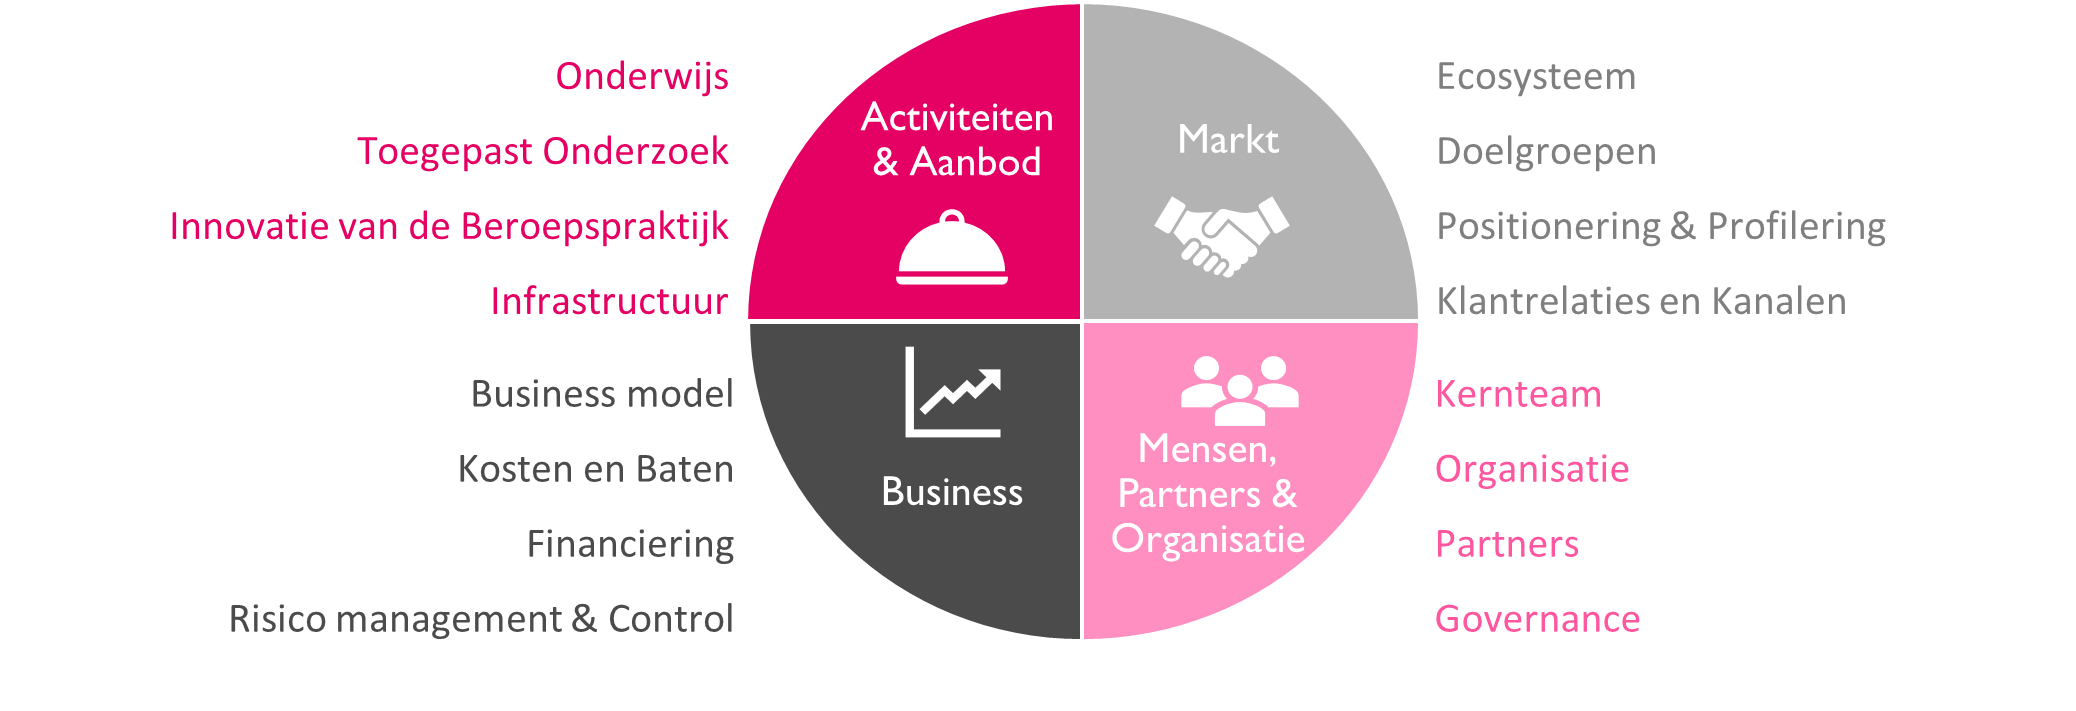 Onderwijs
Toegepast Onderzoek
Innovatie van de Beroepspraktijk
Infrastructuur
Activiteiten
& Aanbod
Markt
Ecosysteem
Doelgroepen
Positionering & Profilering
Klantrelaties en Kanalen
Business model
Kosten en Baten
Financiering
Risico management & Control
Business
Mensen,
Partners &
Organisatie
Kernteam
Organisatie
Partners
Governance